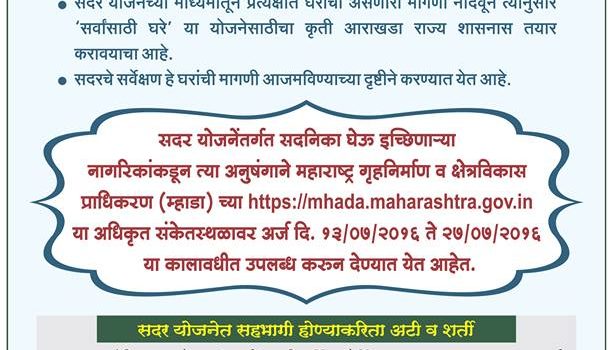 ● सदर योजनेच्या माध्यमातून प्रत्यक्षात घरांची असणारी मागणी नोंदवून त्यानुसार
'सर्वांसाठी घरे' या योजनेसाठीचा कृती आराखडा राज्य शासनास तयार
करावयाचा आहे.
● सदरचे सर्वेक्षण हे घरांची मागणी आजमविण्याच्या दृष्टीने करण्यात येत आहे.
सदर योजनेंतर्गत सदनिका घेऊ इच्छिणाऱ्या
नागरिकांकडून त्या अनुषंगाने महाराष्ट्र गृहनिर्माण व क्षेत्रविकास
प्राधिकरण (म्हाडा) च्या https://mhada.maharashtra.gov.in
या अधिकृत संकेतस्थळावर अर्ज दि. १३/०७/२०१६ ते २७/०७/२०१६
या कालावधीत उपलब्ध करुन देण्यात येत आहेत.
सदर योजनेत सहभागी होण्याकरिता अटी व शर्ती